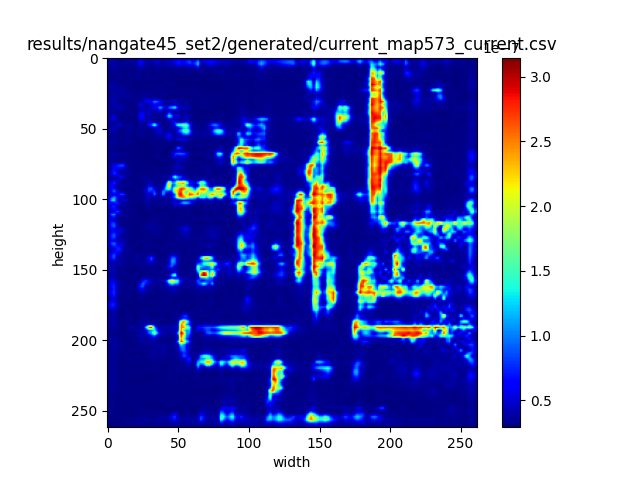 results/nangate45_set2/generated/current_map573_current.csv
1e−7
0
50
100
150
200
250
height
0 50 100 150 200 250
width
3.0
2.5
2.0
1.5
1.0
0.5